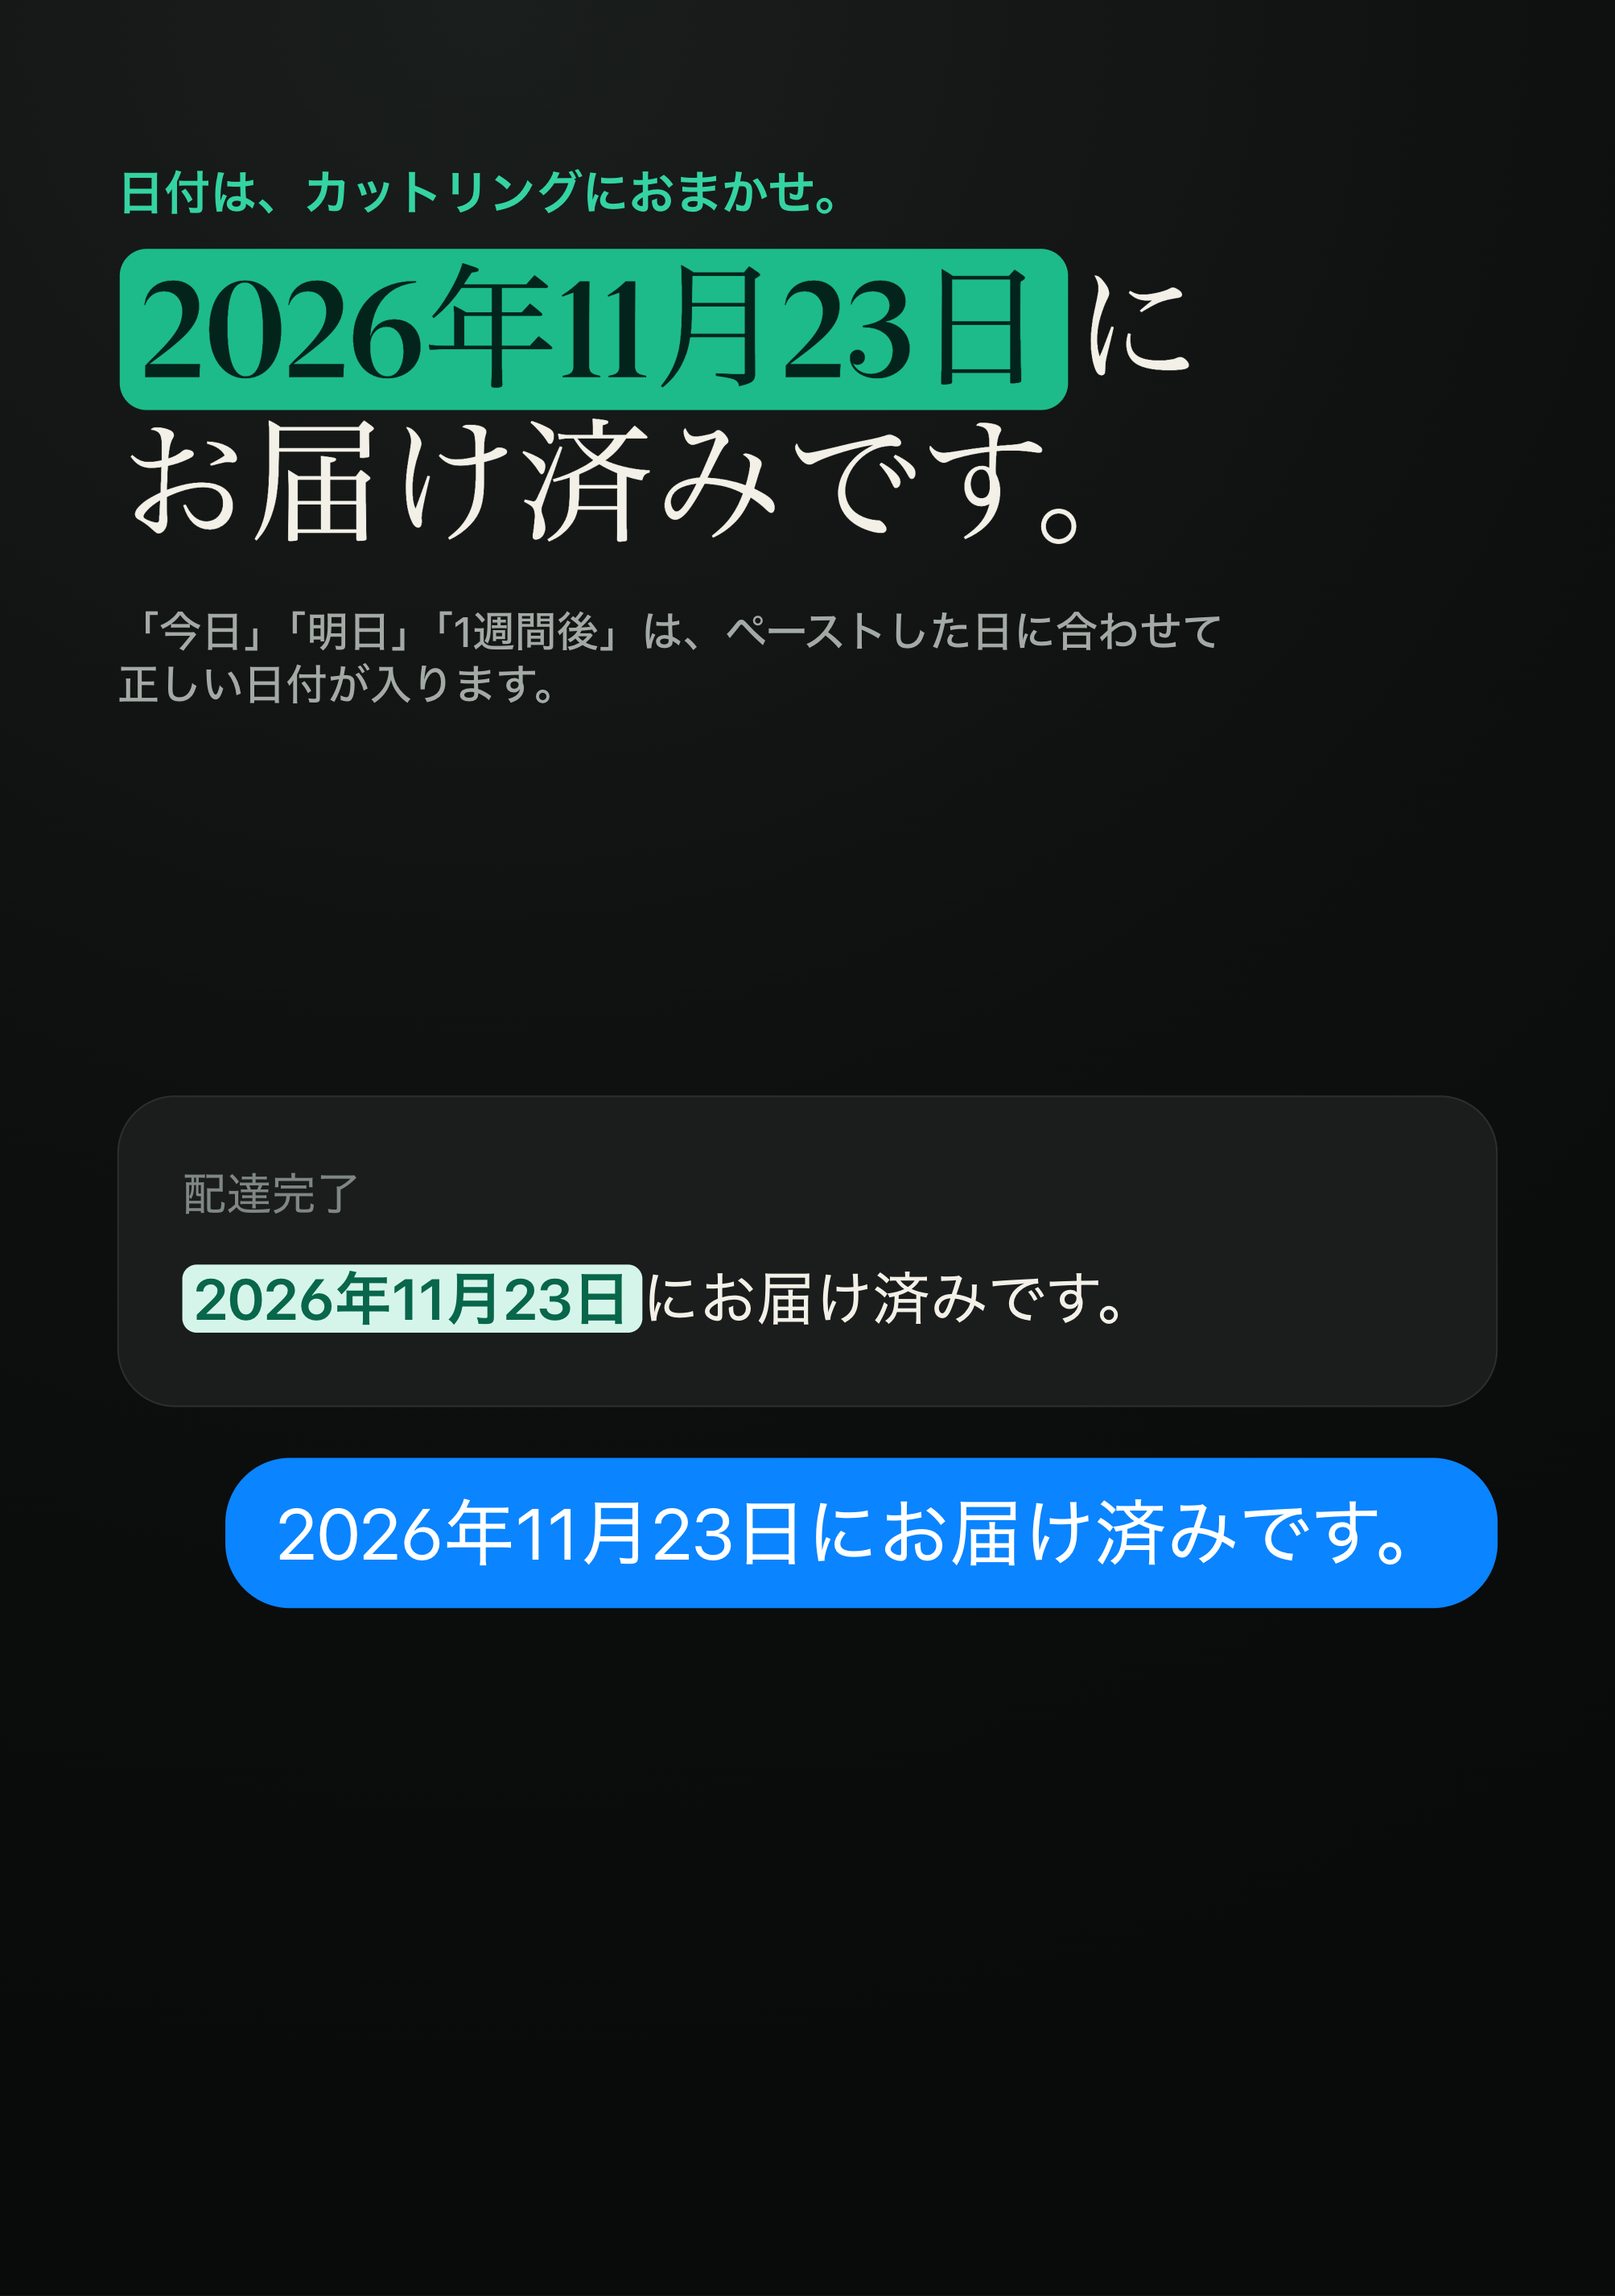 日付は、カットリングにおまかせ。
2026年11月23日に
お届け済みです。
「今日」「明日」「1週間後」は、ペーストした日に合わせて
正しい日付が入ります。
配達完了
2026年11月23日にお届け済みです。
2026年11月23日にお届け済みです。